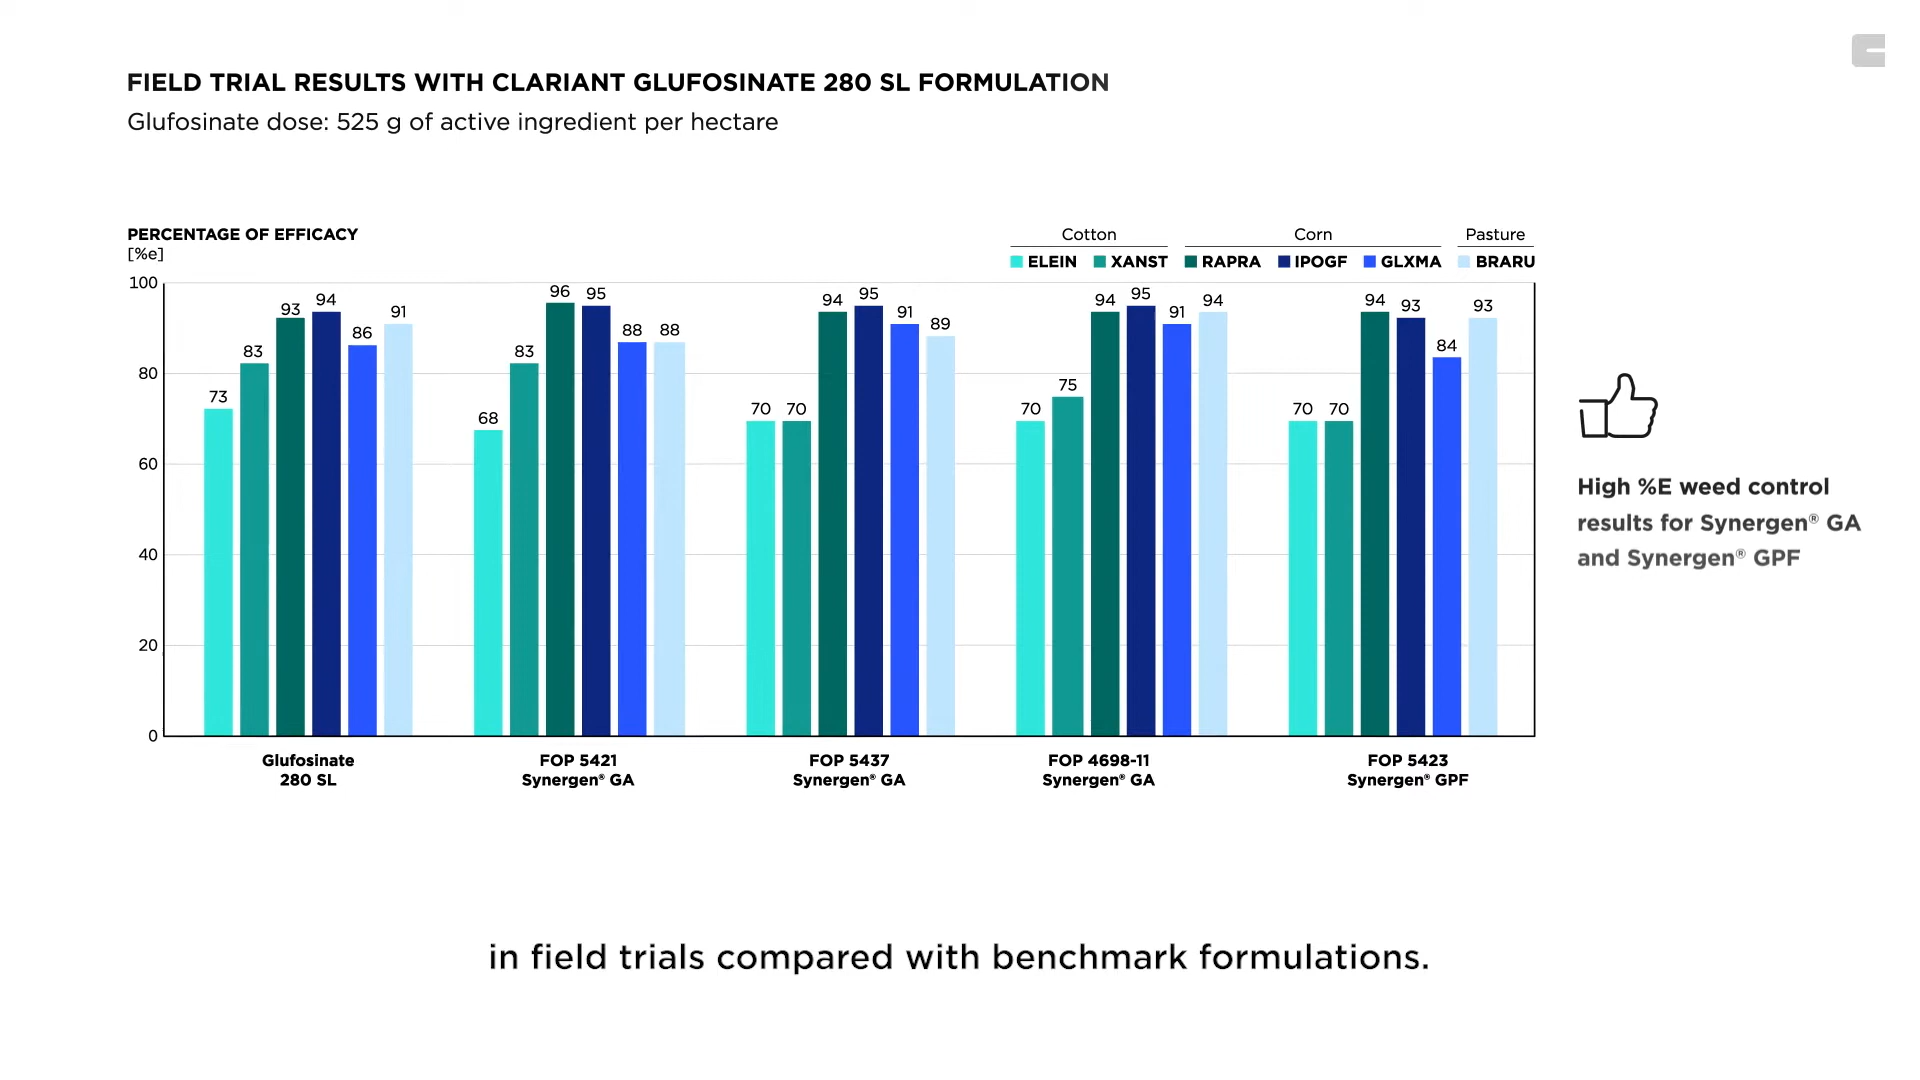 FIELD TRIAL RESULTS WITH CLARIANT GLUFOSINATE 280 SL FORMULATION
Glufosinate dose: 525 g of active ingredient per hectare
PERCENTAGE OF EFFICACY
[%e]
Cotton Corn Pasture
ELEIN XANST RAPRA IPOGF GLXMA BRARU
100
80
60
40
20
0
73 83 93 94 86 91
68 83 96 95 88 88
70 70 94 95 91 89
70 75 94 95 91 94
70 70 94 93 84 93
Glufosinate
280 SL
FOP 5421
Synergen® GA
FOP 5437
Synergen® GA
FOP 4698-11
Synergen® GA
FOP 5423
Synergen® GPF
High %E weed control
results for Synergen® GA
and Synergen® GPF
in field trials compared with benchmark formulations.